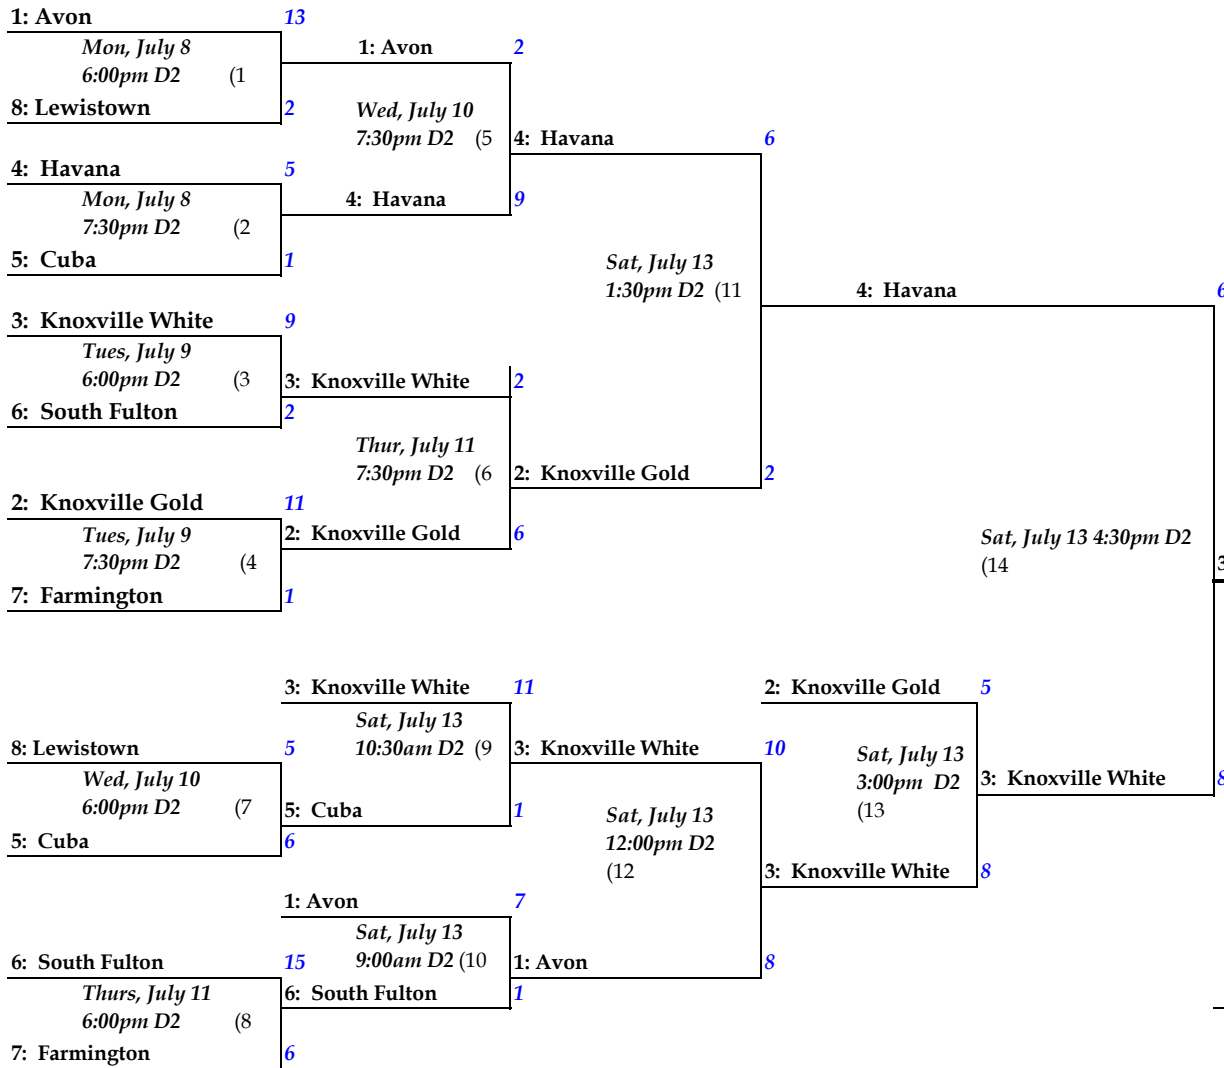 1: Avon 13
Mon, July 8
6:00pm D2 (1
8: Lewistown 2
1: Avon 2
Wed, July 10
7:30pm D2 (5
4: Havana 5
Mon, July 8
7:30pm D2 (2
5: Cuba 1
4: Havana 9
4: Havana 6
Sat, July 13
1:30pm D2 (11
3: Knoxville White 9
Tues, July 9
6:00pm D2 (3
6: South Fulton 2
3: Knoxville White 2
Thur, July 11
7:30pm D2 (6
2: Knoxville Gold 11
Tues, July 9
7:30pm D2 (4
7: Farmington 1
2: Knoxville Gold 6
2: Knoxville Gold 2
4: Havana 6
Sat, July 13 4:30pm D2
(14
3
3: Knoxville White 11
Sat, July 13
10:30am D2 (9
8: Lewistown 5
Wed, July 10
6:00pm D2 (7
5: Cuba 6
5: Cuba 1
3: Knoxville White 10
Sat, July 13
12:00pm D2
(12
2: Knoxville Gold 5
Sat, July 13
3:00pm D2
(13
3: Knoxville White 8
3: Knoxville White 8
1: Avon 7
Sat, July 13
9:00am D2 (10
1: Avon 8
6: South Fulton 15
Thurs, July 11
6:00pm D2 (8
7: Farmington 6
6: South Fulton 1